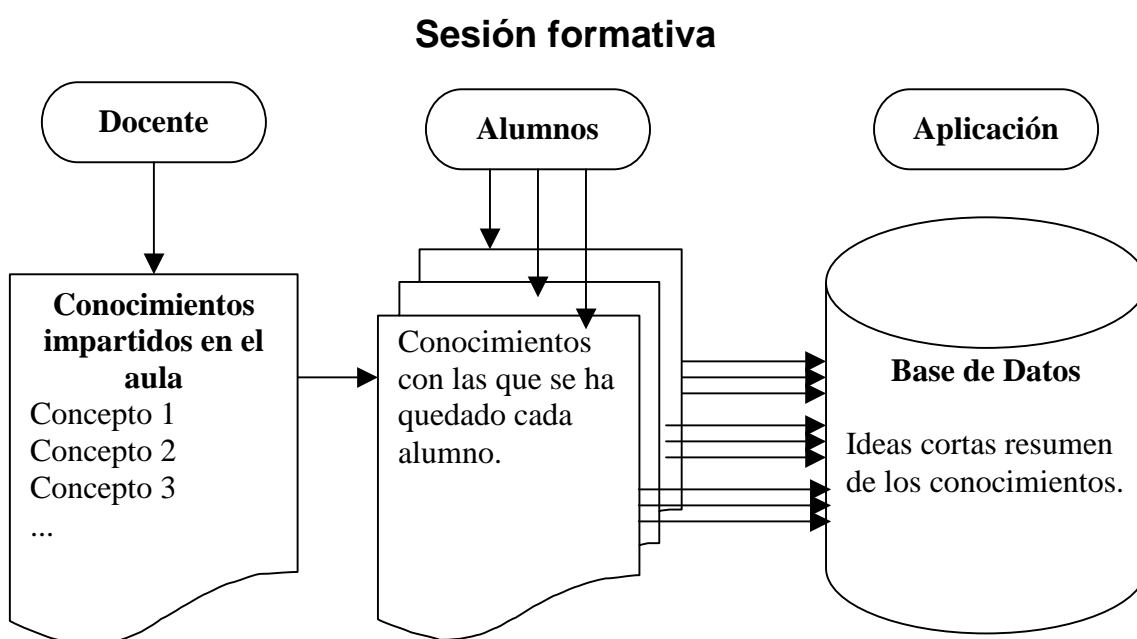 Sesión formativa
Docente
Alumnos
Aplicación
Conocimientos
impartidos en el
aula
Concepto 1
Concepto 2
Concepto 3
...
Conocimientos
con las que se ha
quedado cada
alumno.
Base de Datos
Ideas cortas resumen
de los conocimientos.